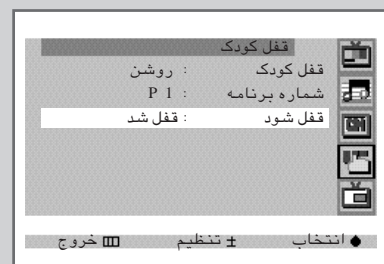 قفل کودک
قفل کودک : روشن
شماره برنامه : P 1
قفل شود : قفل شد
انتخاب ± تنظیم خروج